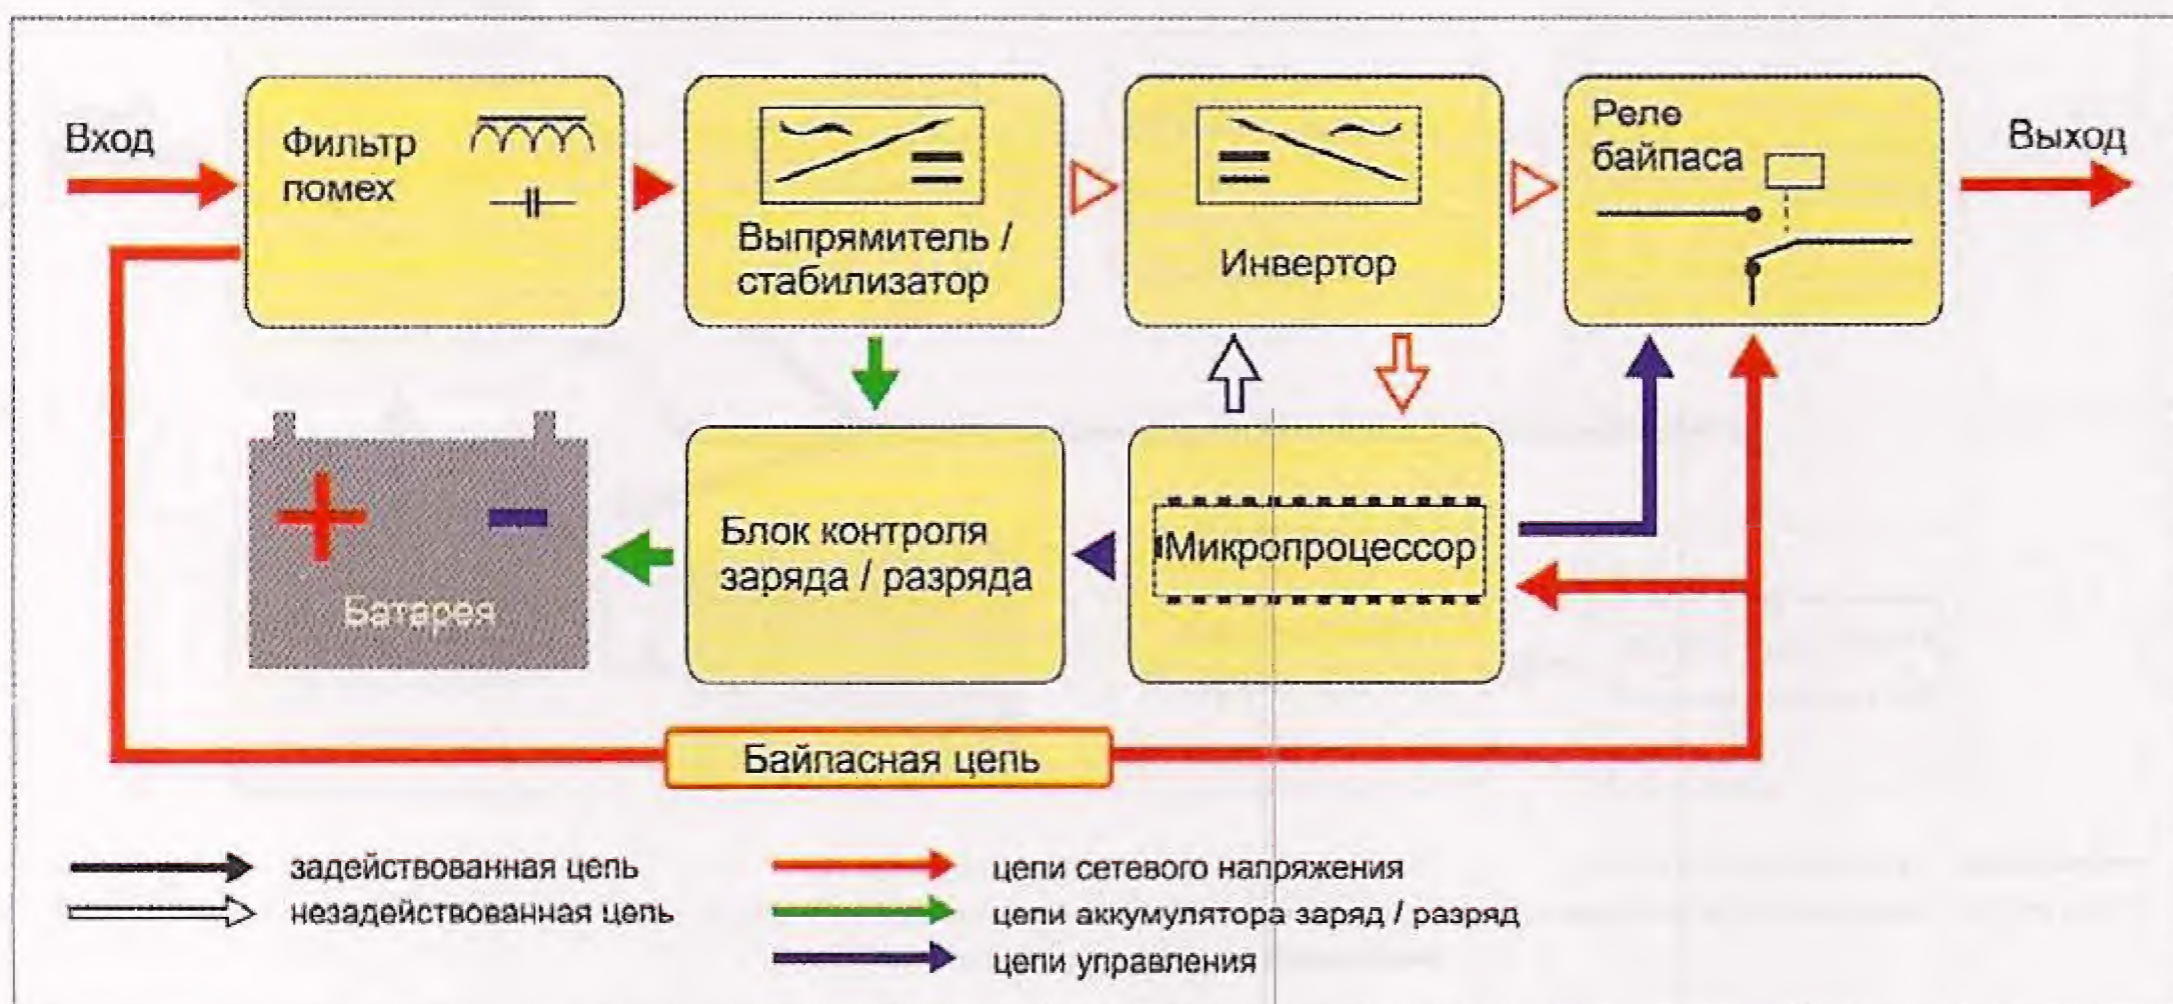 Вход
Фильтр
помех
Выпрямитель /
стабилизатор
Инвертор
Реле
байпаса
Выход
Батарея
Блок контроля
заряда / разряда
Микропроцессор
Байпасная цепь
задействованная цепь
незадействованная цепь
цепи сетевого напряжения
цепи аккумулятора заряд / разряд
цепи управления